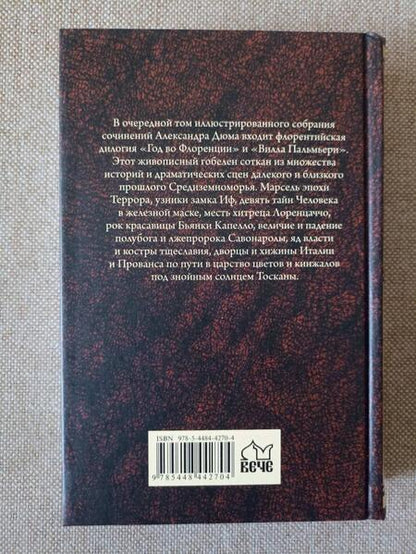 В очередной том иллюстрированного собрания
сочинений Александра Дюма входит флорентийская
дилогия «Год во Флоренции» и «Вилла Пальмьери».
Этот живописный гобелен соткан из множества
историй и драматических сцен далекого и близкого
прошлого Средиземноморья. Марсель эпохи
Террора, узники замка Иф, девять тайн Человека
в железной маске, месть хитреца Лоренцаччо,
рок красавицы Бьянки Капелло, величие и падение
полубога и лжепророка Савонаролы, яд власти
и костры тщеславия, дворцы и хижины Италии
и Прованса по пути в царство цветов и кинжалов
под знойным солнцем Тосканы.
ISBN 978-5-4484-4270-4
9 785448 442704
ВЕЧЕ